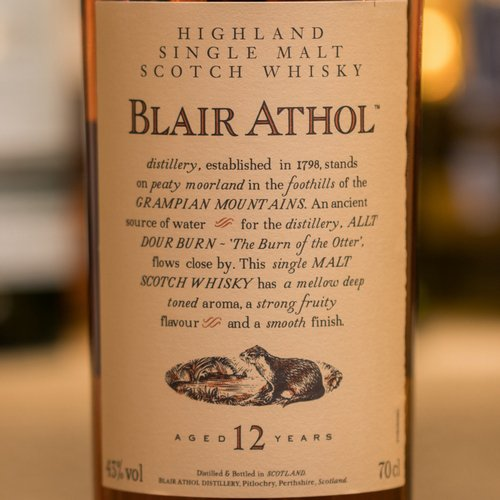 HIGHLAND
SINGLE MALT
SCOTCH WHISKY
BLAIR ATHOL™
distillery, established in 1798, stands
on peaty moorland in the foothills of the
GRAMPIAN MOUNTAINS. An ancient
source of water for the distillery, ALLT
DOUR BURN ~ 'The Burn of the Otter',
flows close by. This single MALT
SCOTCH WHISKY has a mellow deep
toned aroma, a strong fruity
flavour and a smooth finish.
AGED 12 YEARS
43% vol
Distilled & Bottled in SCOTLAND.
BLAIR ATHOL DISTILLERY, Pitlochry, Perthshire, Scotland.
70cl